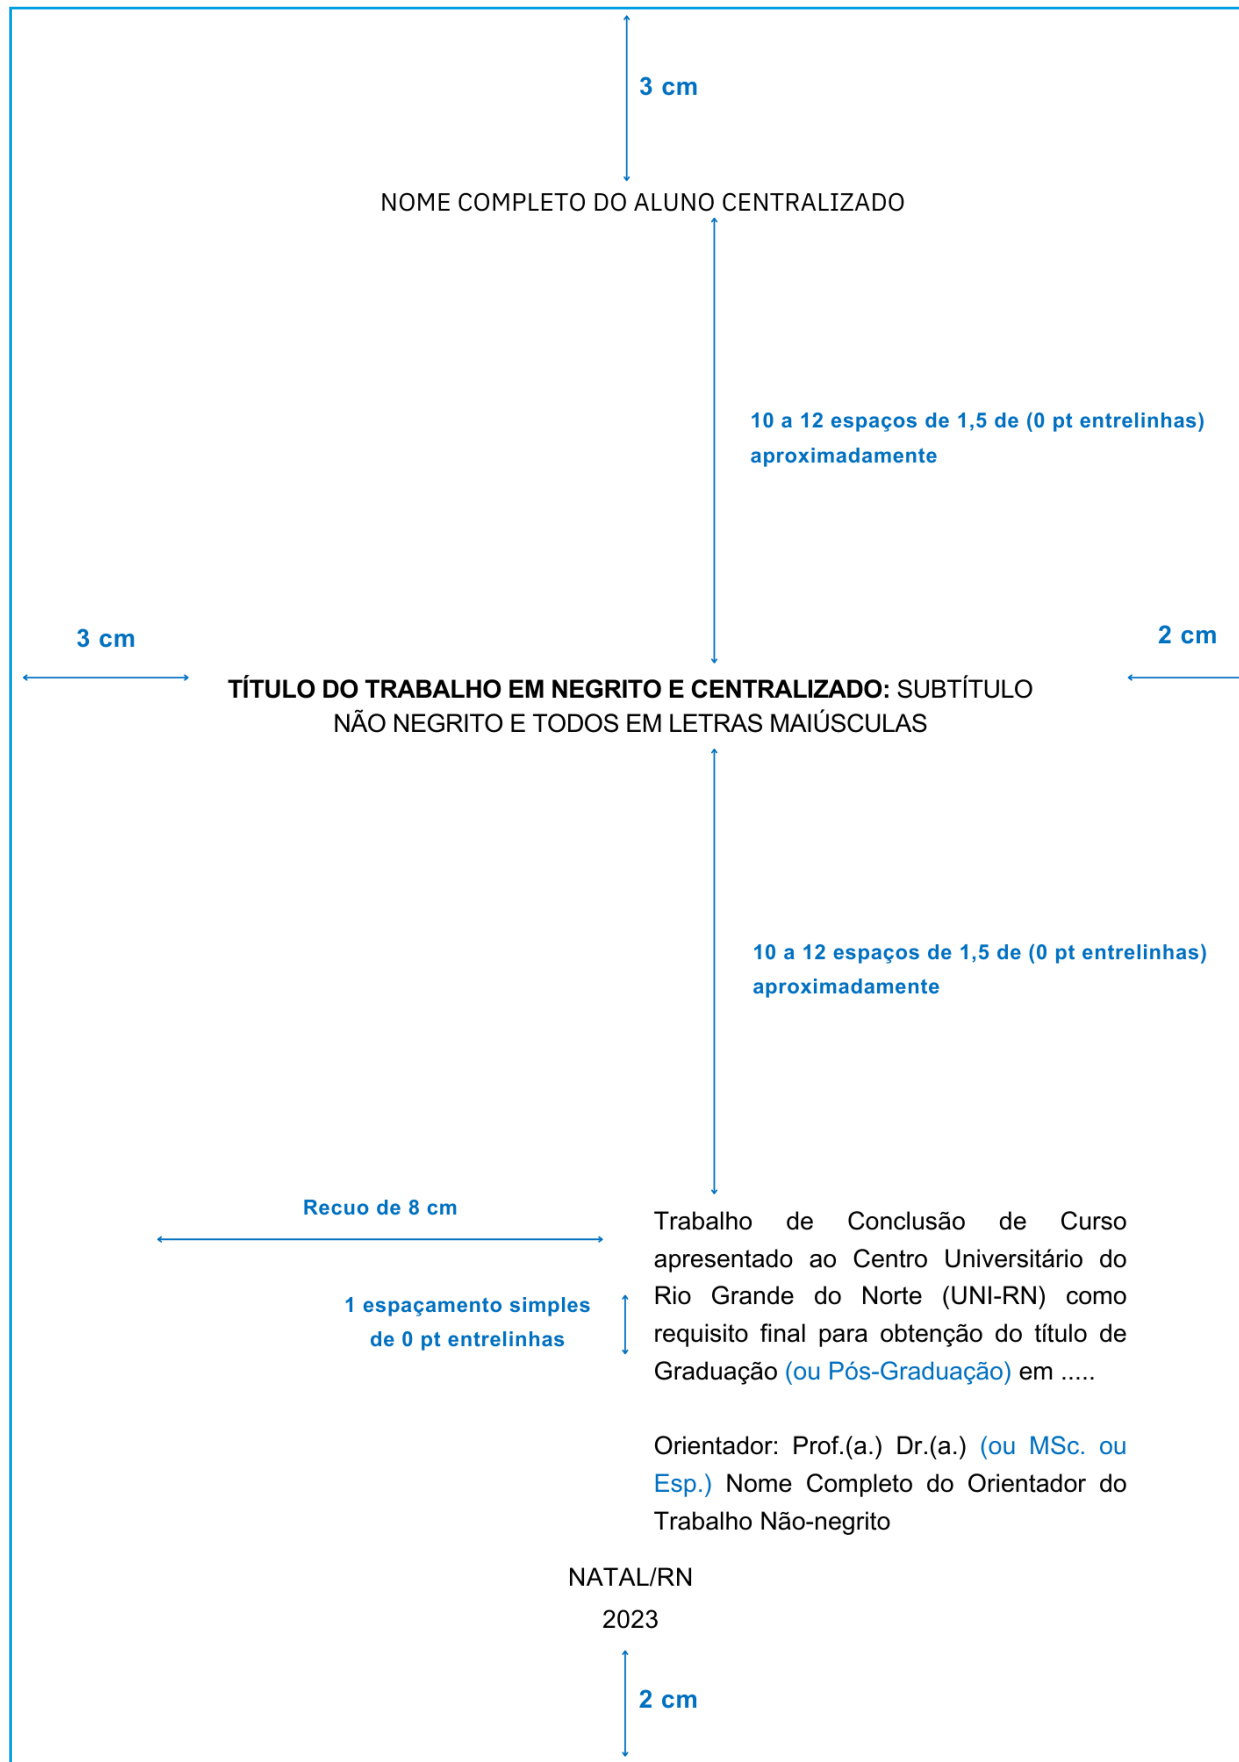 3 cm
NOME COMPLETO DO ALUNO CENTRALIZADO
10 a 12 espaços de 1,5 de (0 pt entrelinhas)
aproximadamente
3 cm
2 cm
TÍTULO DO TRABALHO EM NEGRITO E CENTRALIZADO: SUBTÍTULO
NÃO NEGRITO E TODOS EM LETRAS MAIÚSCULAS
10 a 12 espaços de 1,5 de (0 pt entrelinhas)
aproximadamente
Recuo de 8 cm
1 espaçamento simples
de 0 pt entrelinhas
Trabalho de Conclusão de Curso
apresentado ao Centro Universitário do
Rio Grande do Norte (UNI-RN) como
requisito final para obtenção do título de
Graduação (ou Pós-Graduação) em .....
Orientador: Prof.(a.) Dr.(a.) (ou MSc. ou
Esp.) Nome Completo do Orientador do
Trabalho Não-negrito
NATAL/RN
2023
2 cm